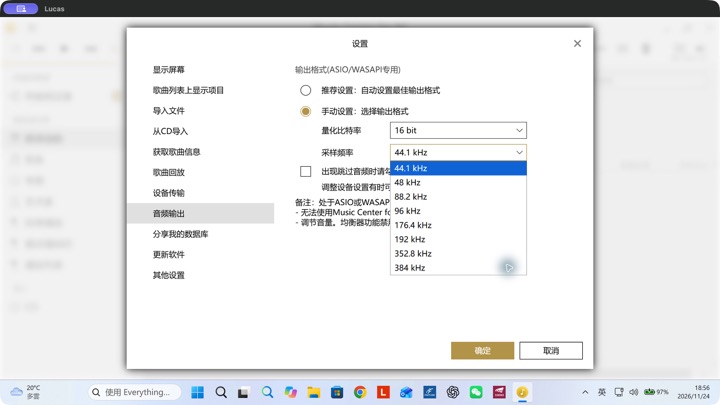 Lucas
设置
显示屏幕
歌曲列表上显示项目
导入文件
从CD导入
获取歌曲信息
歌曲回放
设备传输
音频输出
分享我的数据库
更新软件
其他设置
输出格式(ASIO/WASAPI专用)
推荐设置：自动设置最佳输出格式
手动设置：选择输出格式
量化比特率
16 bit
采样频率
44.1 kHz
44.1 kHz
48 kHz
88.2 kHz
96 kHz
176.4 kHz
192 kHz
352.8 kHz
384 kHz
出现跳过音频时请勾
调整设备设置有时可
备注：处于ASIO或WASAP
- 无法使用Music Center fo
- 调节音量。均衡器功能禁用
确定
取消
20°C
多雲
使用 Everything...
英
97%
18:56
2026/11/24